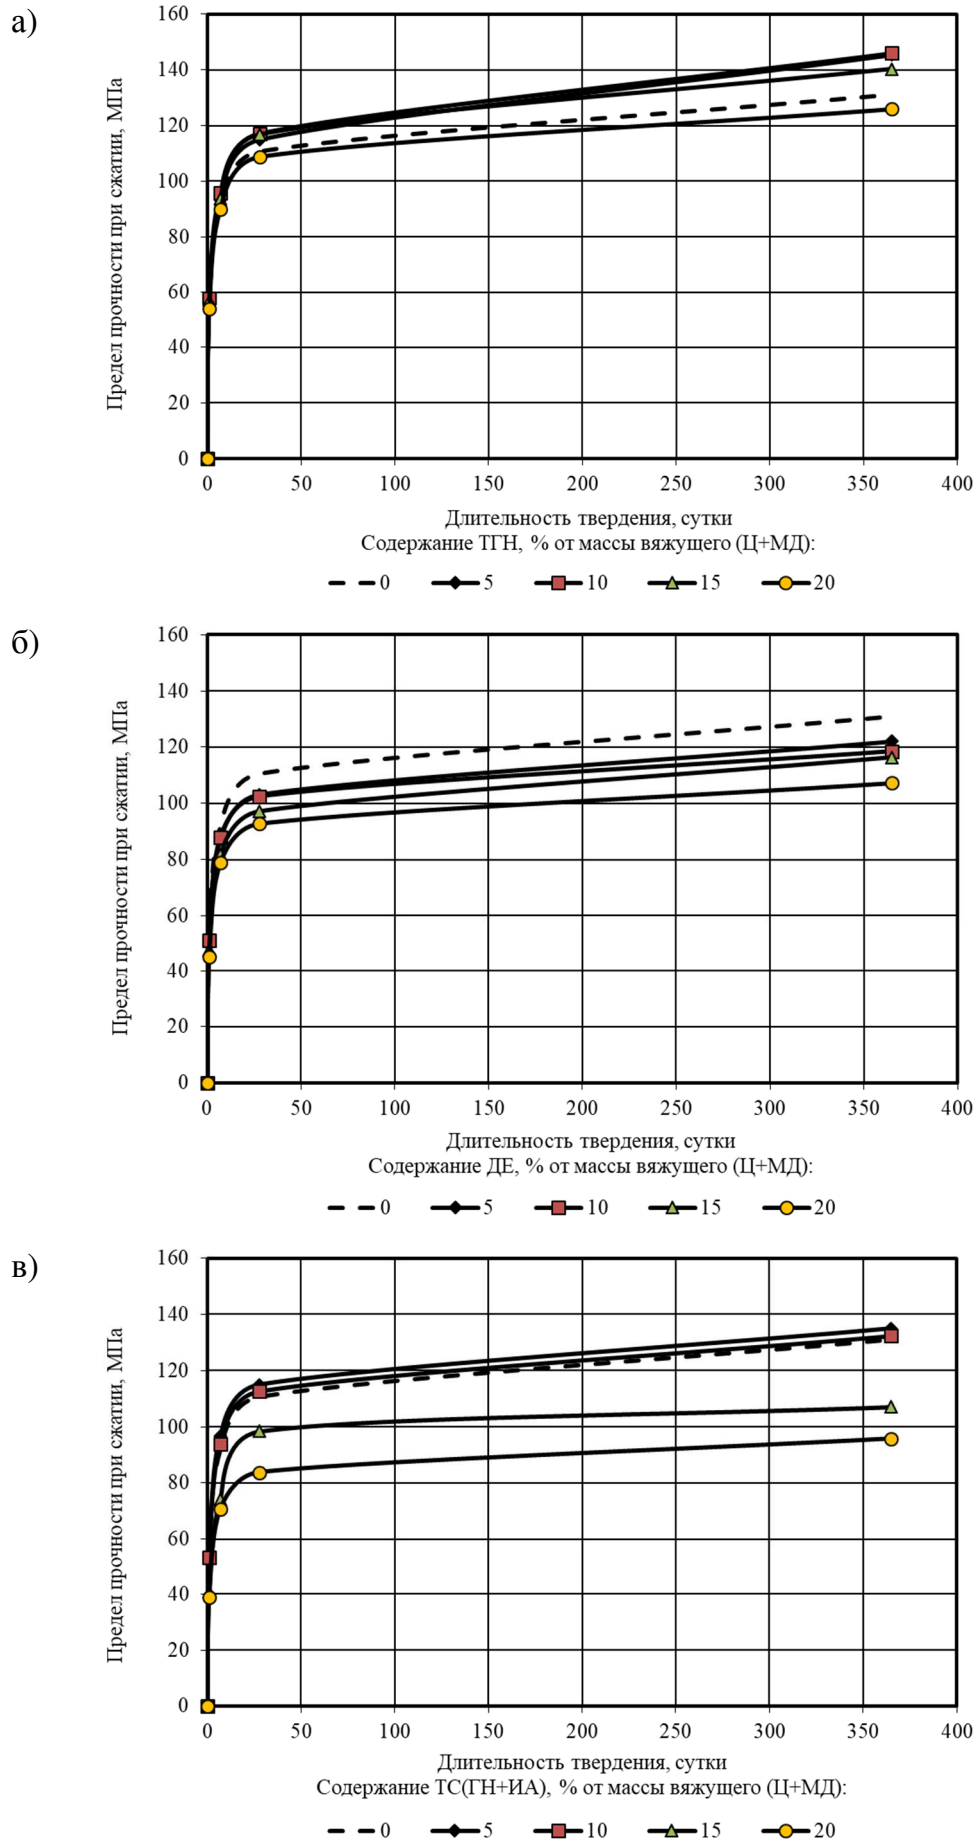 а)
Предел прочности при сжатии, МПа
160
140
120
100
80
60
40
20
0
0 50 100 150 200 250 300 350 400
Длительность твердения, сутки
Содержание ТГН, % от массы вяжущего (Ц+МД):
0 5 10 15 20
б)
Предел прочности при сжатии, МПа
160
140
120
100
80
60
40
20
0
0 50 100 150 200 250 300 350 400
Длительность твердения, сутки
Содержание ДЕ, % от массы вяжущего (Ц+МД):
0 5 10 15 20
в)
Предел прочности при сжатии, МПа
160
140
120
100
80
60
40
20
0
0 50 100 150 200 250 300 350 400
Длительность твердения, сутки
Содержание ТС(ГН+ИА), % от массы вяжущего (Ц+МД):
0 5 10 15 20